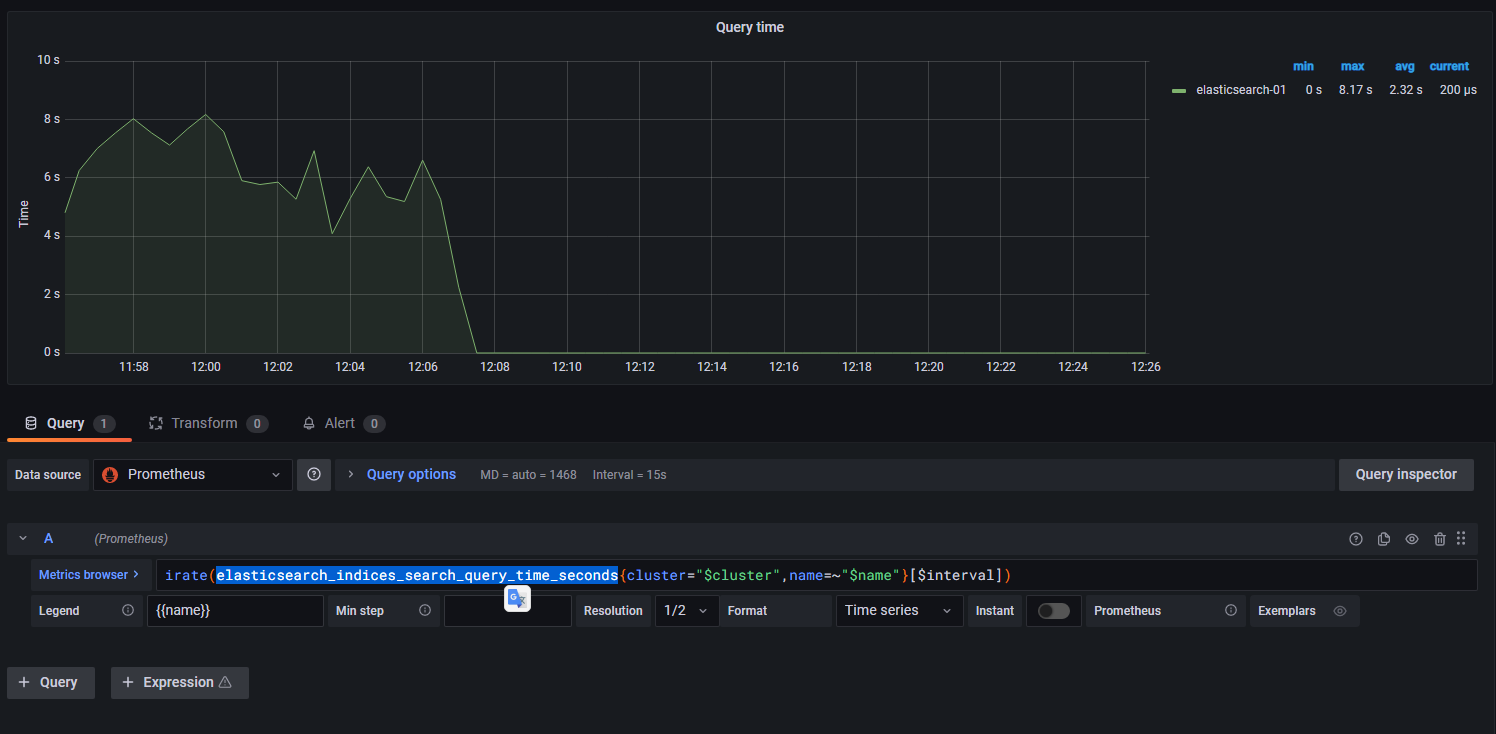 Query time
10 s
8 s
6 s
4 s
2 s
0 s
Time
11:58 12:00 12:02 12:04 12:06 12:08 12:10 12:12 12:14 12:16 12:18 12:20 12:22 12:24 12:26
min max avg current
elasticsearch-01 0 s 8.17 s 2.32 s 200 µs
Query 1 Transform 0 Alert 0
Data source Prometheus Query options MD = auto = 1468 Interval = 15s Query inspector
A (Prometheus)
Metrics browser > irate(elasticsearch_indices_search_query_time_seconds{cluster="$cluster",name=~"$name"}[$interval])
Legend {{name}} Min step Resolution 1/2 Format Time series Instant Prometheus Exemplars
+ Query + Expression